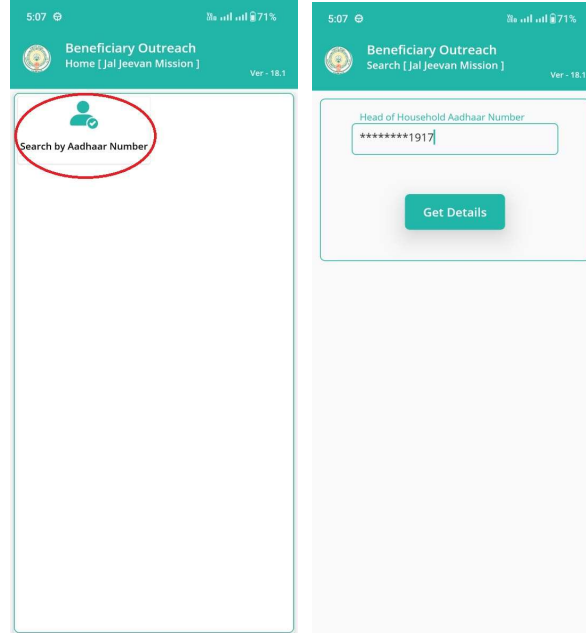 5:07
71%
Beneficiary Outreach
Home [ Jal Jeevan Mission ]
Ver - 18.1
Search by Aadhaar Number
5:07
71%
Beneficiary Outreach
Search [ Jal Jeevan Mission ]
Ver - 18.1
Head of Household Aadhaar Number
********1917
Get Details